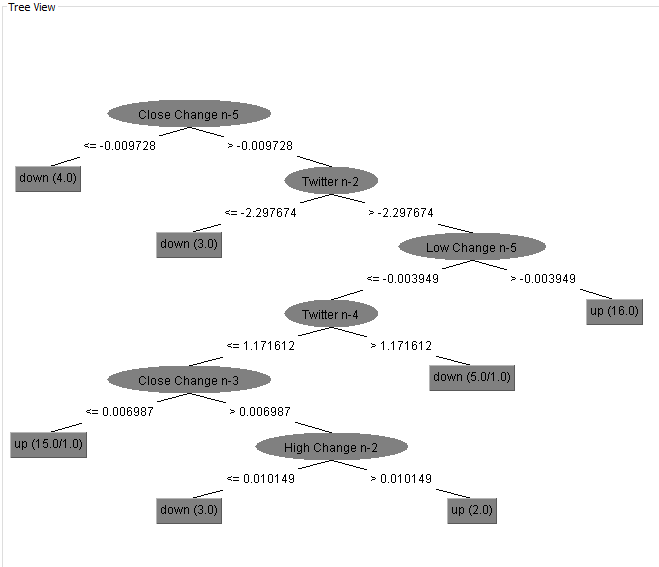 Tree View
Close Change n-5
<= -0.009728 > -0.009728
down (4.0)
Twitter n-2
<= -2.297674 > -2.297674
down (3.0)
Low Change n-5
<= -0.003949 > -0.003949
Twitter n-4
up (16.0)
<= 1.171612 > 1.171612
Close Change n-3
down (5.0/1.0)
<= 0.006987 > 0.006987
up (15.0/1.0)
High Change n-2
<= 0.010149 > 0.010149
down (3.0)
up (2.0)